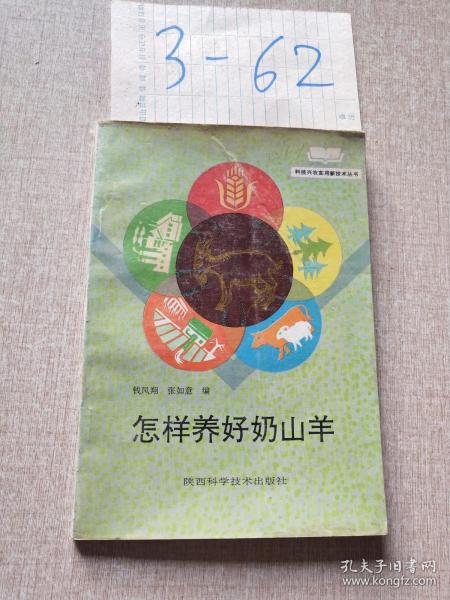 3-62
科技兴农实用新技术丛书
钱凤翔 张如意 编
怎样养好奶山羊
陕西科学技术出版社
孔夫子旧书网
www.kongfz.com